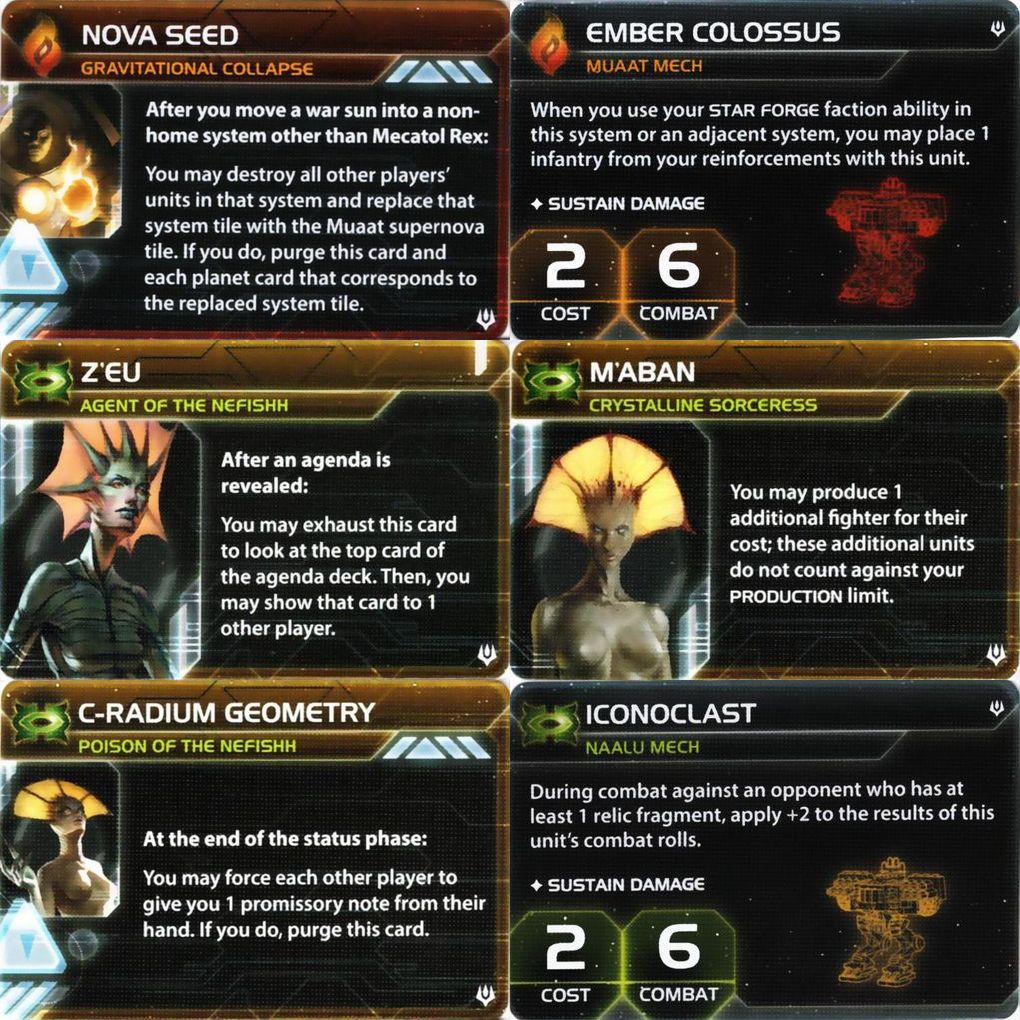 NOVA SEED
GRAVITATIONAL COLLAPSE
After you move a war sun into a non-
home system other than Mecatol Rex:
You may destroy all other players'
units in that system and replace that
system tile with the Muaat supernova
tile. If you do, purge this card and
each planet card that corresponds to
the replaced system tile.
EMBER COLOSSUS
MUAAT MECH
When you use your STAR FORGE faction ability in
this system or an adjacent system, you may place 1
infantry from your reinforcements with this unit.
✦ SUSTAIN DAMAGE
2 6
COST COMBAT
Z'EU
AGENT OF THE NEFISHH
After an agenda is
revealed:
You may exhaust this card
to look at the top card of
the agenda deck. Then, you
may show that card to 1
other player.
M'ABAN
CRYSTALLINE SORCERESS
You may produce 1
additional fighter for their
cost; these additional units
do not count against your
PRODUCTION limit.
C-RADIUM GEOMETRY
POISON OF THE NEFISHH
At the end of the status phase:
You may force each other player to
give you 1 promissory note from their
hand. If you do, purge this card.
ICONOCLAST
NAALU MECH
During combat against an opponent who has at
least 1 relic fragment, apply +2 to the results of this
unit's combat rolls.
✦ SUSTAIN DAMAGE
2 6
COST COMBAT